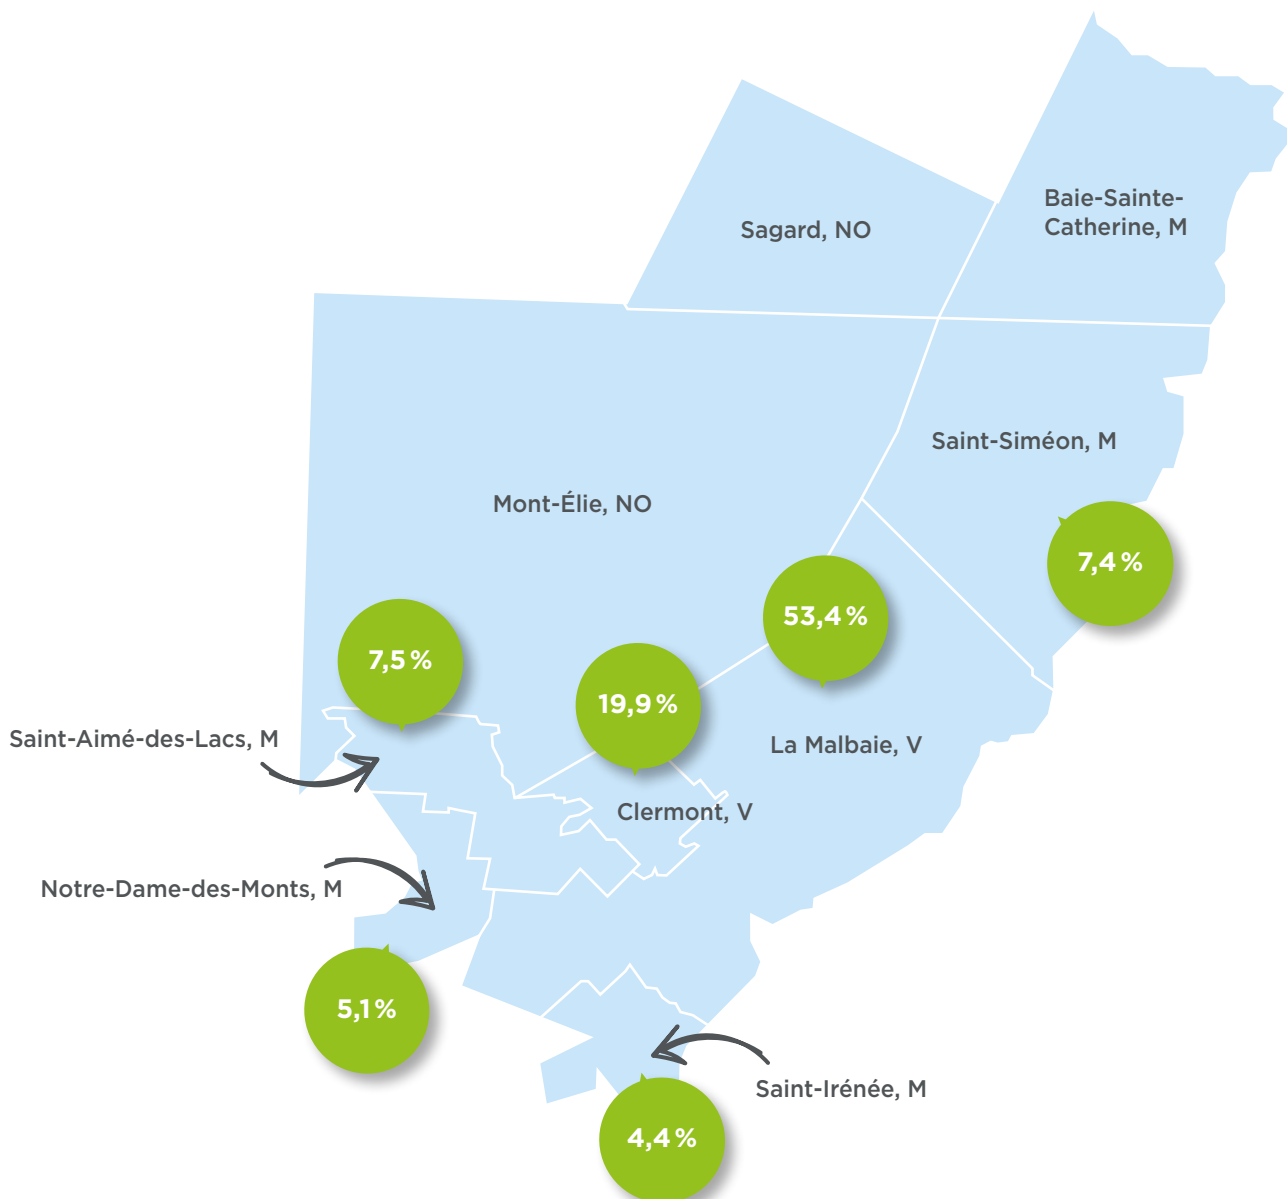 Baie-Sainte-
Catherine, M
Sagard, NO
Saint-Siméon, M
Mont-Élie, NO
7,4 %
53,4 %
7,5 %
19,9 %
Saint-Aimé-des-Lacs, M
La Malbaie, V
Clermont, V
Notre-Dame-des-Monts, M
5,1 %
Saint-Irénée, M
4,4 %